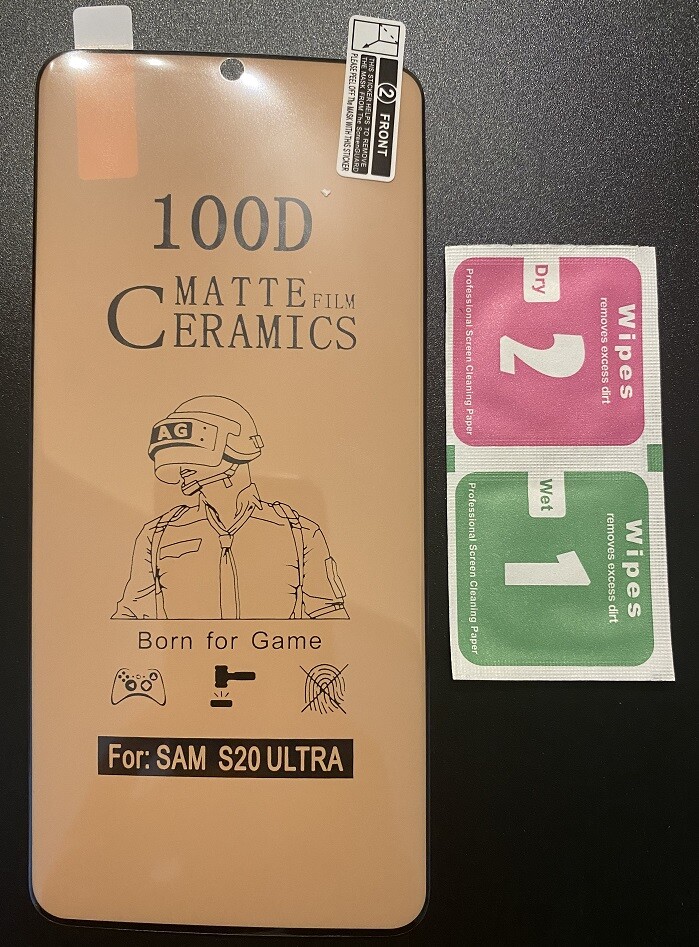 100D
MATTE FILM
CERAMICS
AG
Born for Game
For: SAM S20 ULTRA
2 FRONT
THIS STICKER HELPS TO REMOVE
THE MASK FROM The ScreenGUARD
PLEASE PEEL OFF The MASK WITH THIS STICKER
Wipes
removes excess dirt
Dry
2
Professional Screen Cleaning Paper
Wipes
removes excess dirt
Wet
1
Professional Screen Cleaning Paper